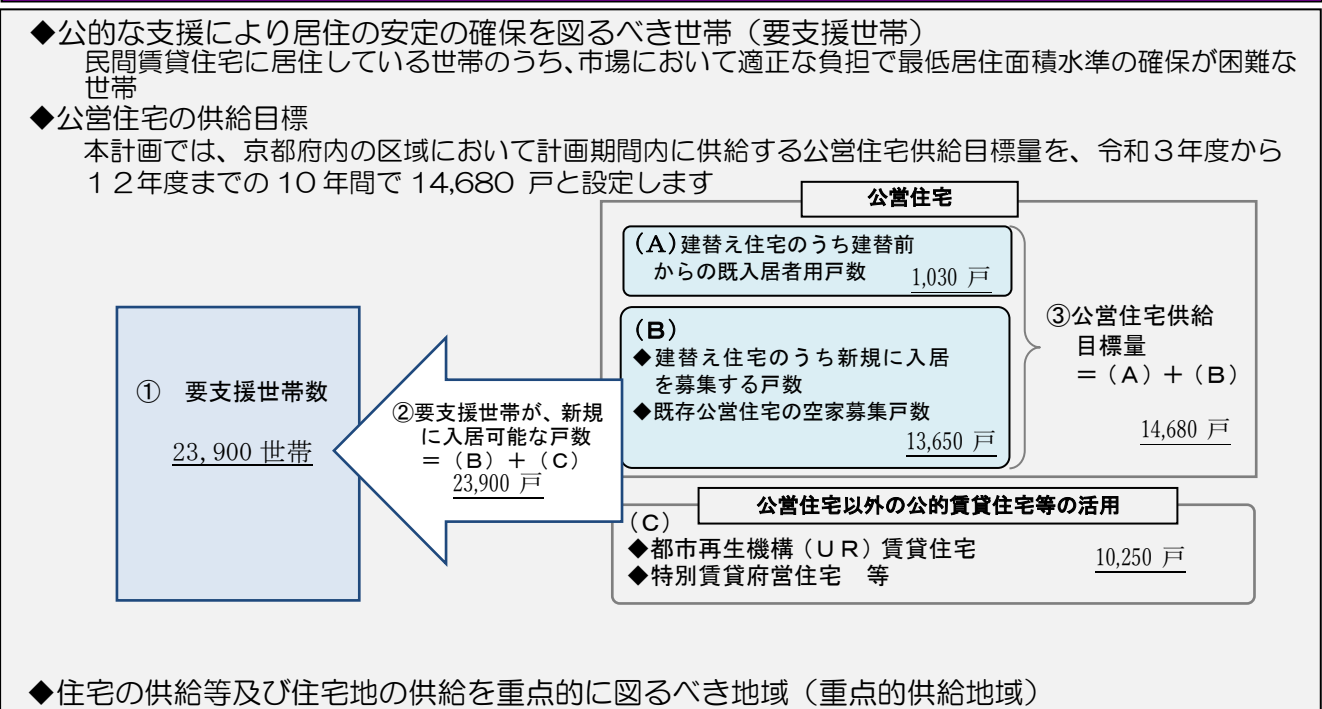 ◆公的な支援により居住の安定の確保を図るべき世帯（要支援世帯）
民間賃貸住宅に居住している世帯のうち、市場において適正な負担で最低居住面積水準の確保が困難な
世帯
◆公営住宅の供給目標
本計画では、京都府内の区域において計画期間内に供給する公営住宅供給目標量を、令和３年度から
１２年度までの 10 年間で 14,680 戸と設定します
公営住宅
（A）建替え住宅のうち建替前
からの既入居者用戸数 1,030 戸
（B）
◆建替え住宅のうち新規に入居
を募集する戸数
◆既存公営住宅の空家募集戸数
13,650 戸
③公営住宅供給
目標量
＝（A）＋（B）
14,680 戸
① 要支援世帯数
23,900 世帯
②要支援世帯が、新規
に入居可能な戸数
＝（B）＋（C）
23,900 戸
公営住宅以外の公的賃貸住宅等の活用
（C）
◆都市再生機構（ＵＲ）賃貸住宅
◆特別賃貸府営住宅　等
10,250 戸
◆住宅の供給等及び住宅地の供給を重点的に図るべき地域（重点的供給地域）